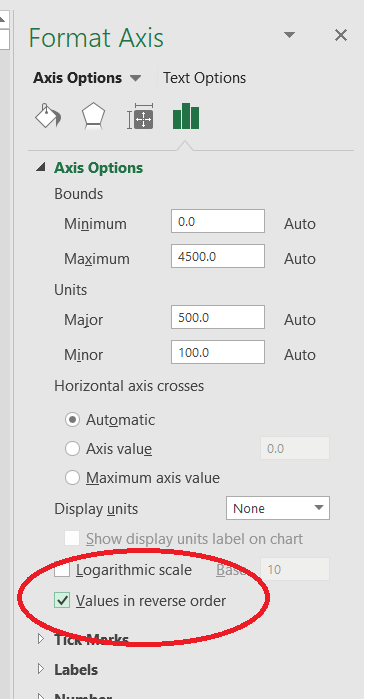 Format Axis
Axis Options Text Options
Axis Options
Bounds
Minimum 0.0 Auto
Maximum 4500.0 Auto
Units
Major 500.0 Auto
Minor 100.0 Auto
Horizontal axis crosses
Automatic
Axis value 0.0
Maximum axis value
Display units None
Show display units label on chart
Logarithmic scale Base 10
Values in reverse order
Tick Marks
Labels
Number